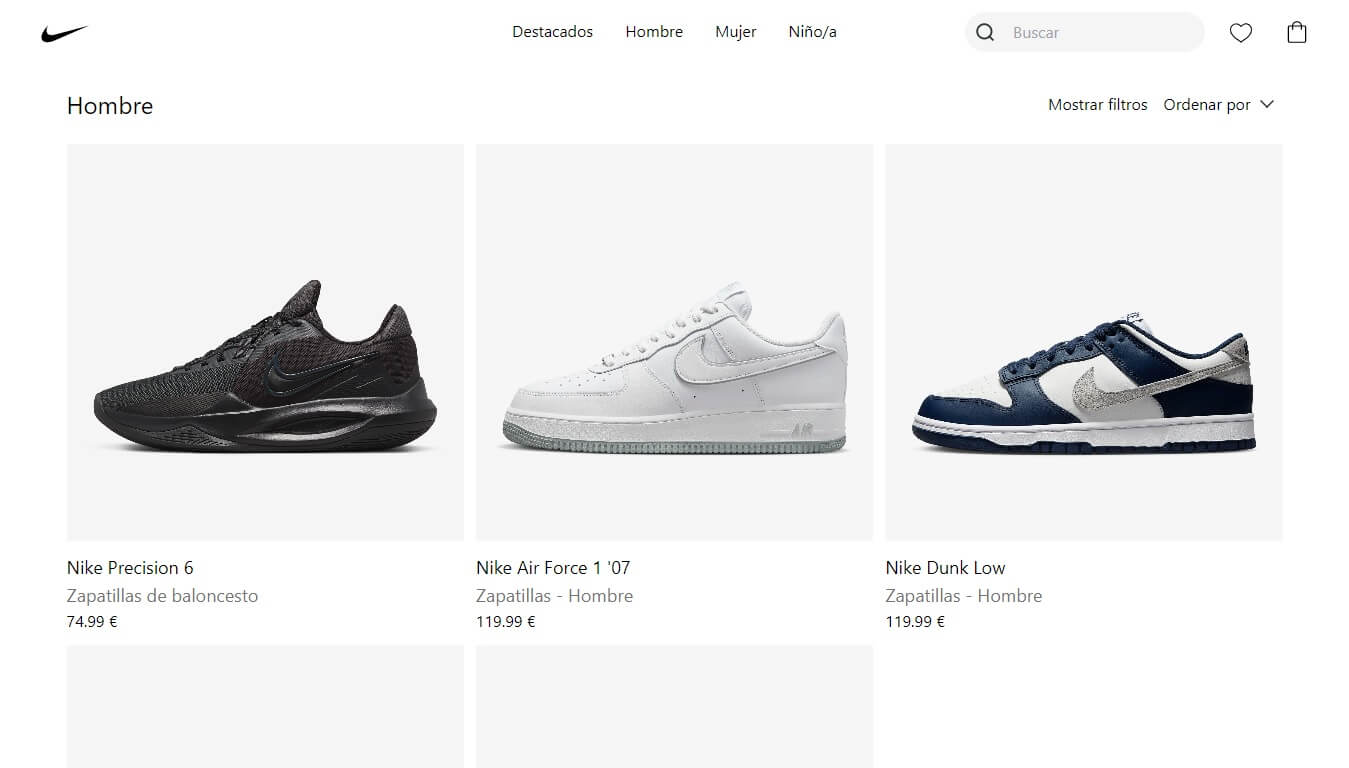 Destacados Hombre Mujer Niño/a Buscar
Hombre Mostrar filtros Ordenar por
AIR
Nike Precision 6 Nike Air Force 1 '07 Nike Dunk Low
Zapatillas de baloncesto Zapatillas - Hombre Zapatillas - Hombre
74.99 € 119.99 € 119.99 €